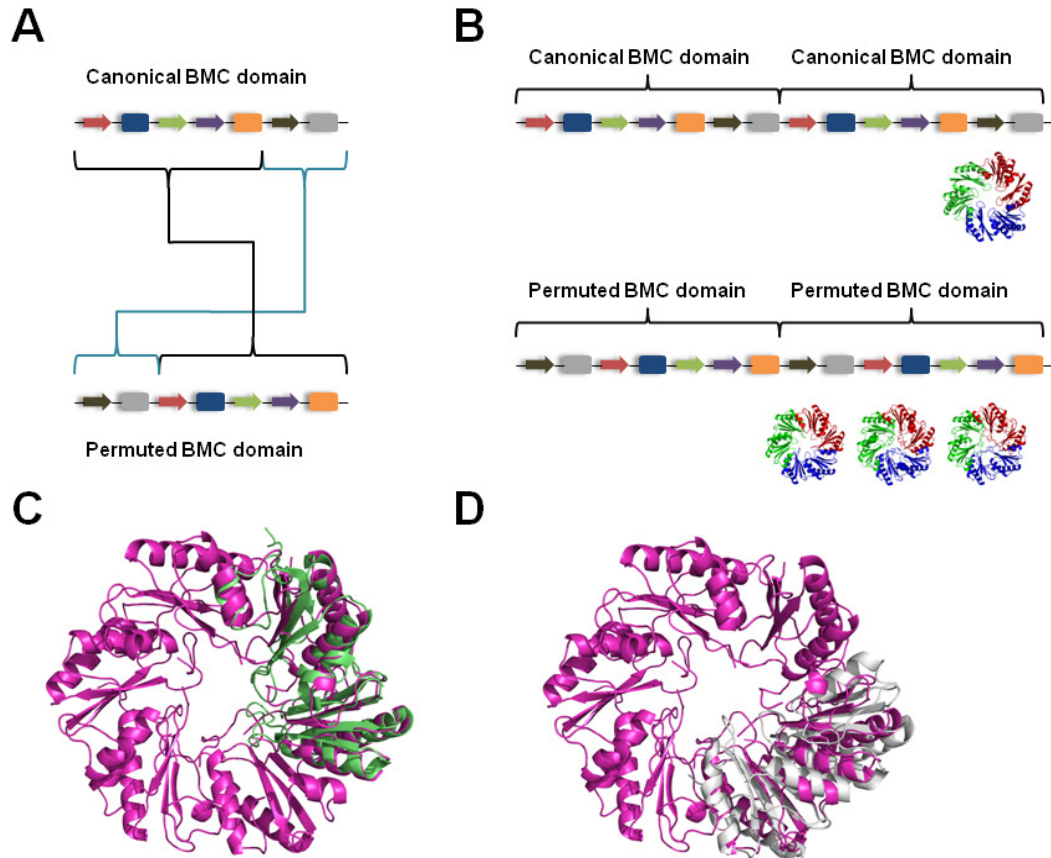 A
Canonical BMC domain
Permuted BMC domain
B
Canonical BMC domain Canonical BMC domain
Permuted BMC domain Permuted BMC domain
C
D